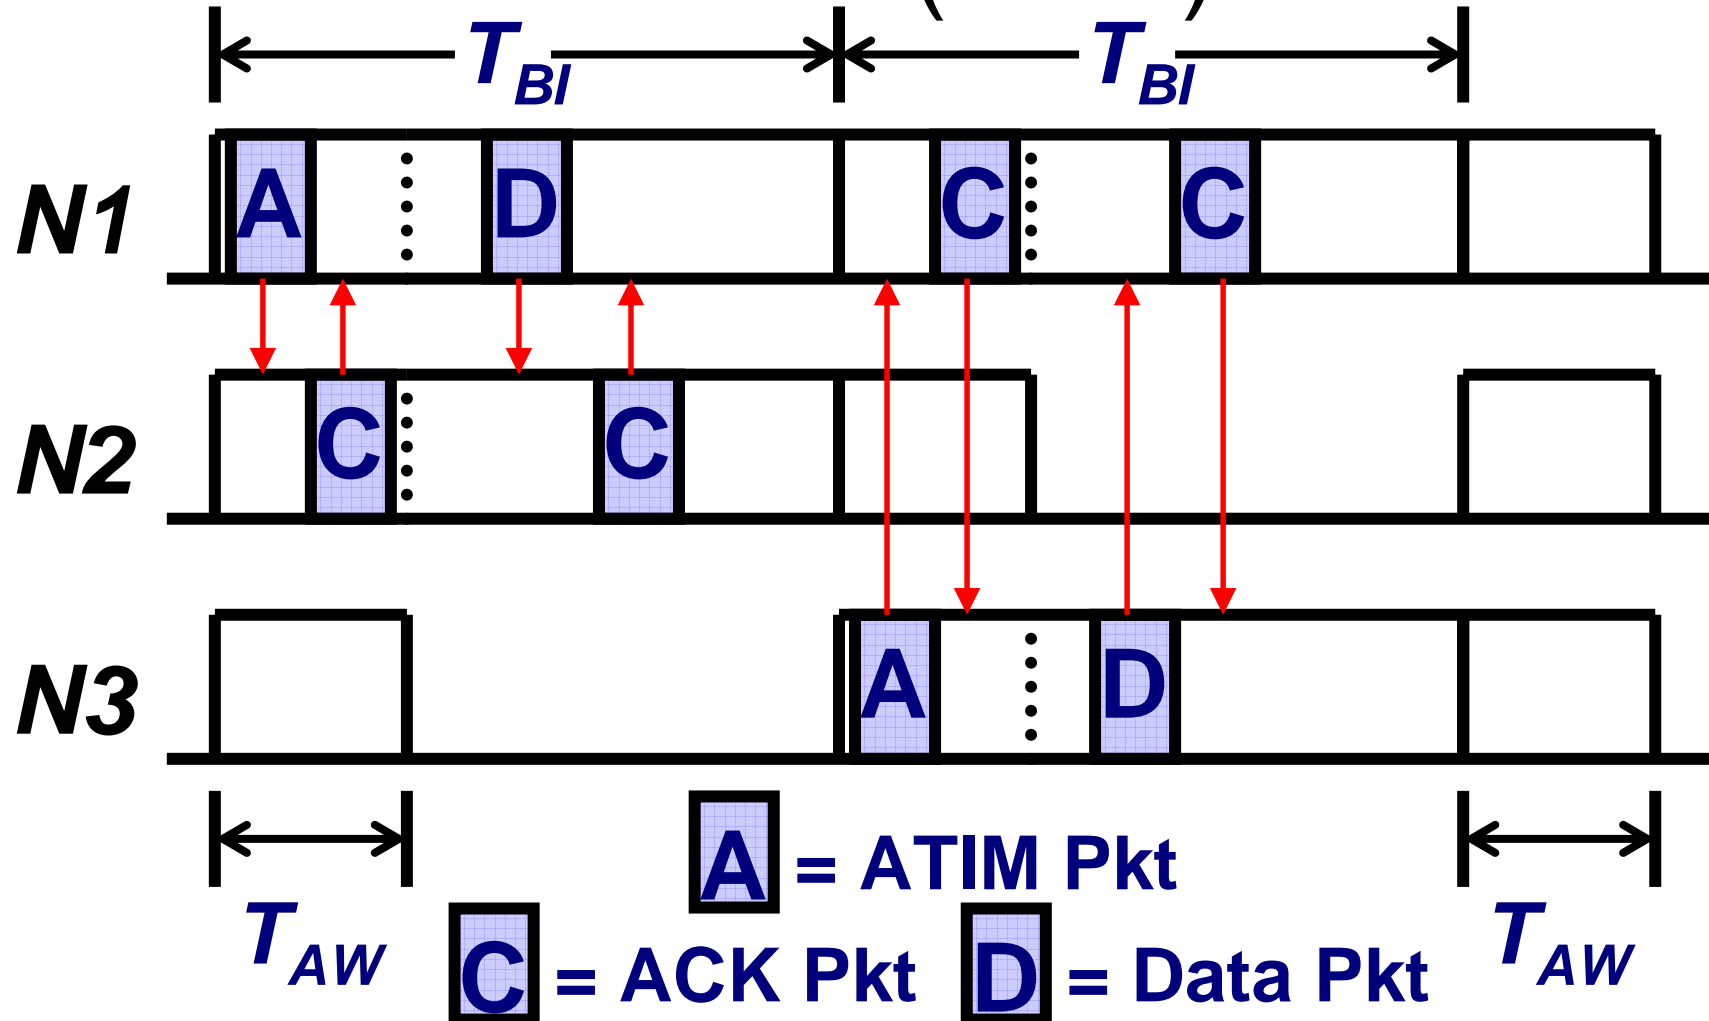 T_BI T_BI
N1 A D C C
N2 C C
N3 A D
A = ATIM Pkt
T_AW C = ACK Pkt D = Data Pkt T_AW